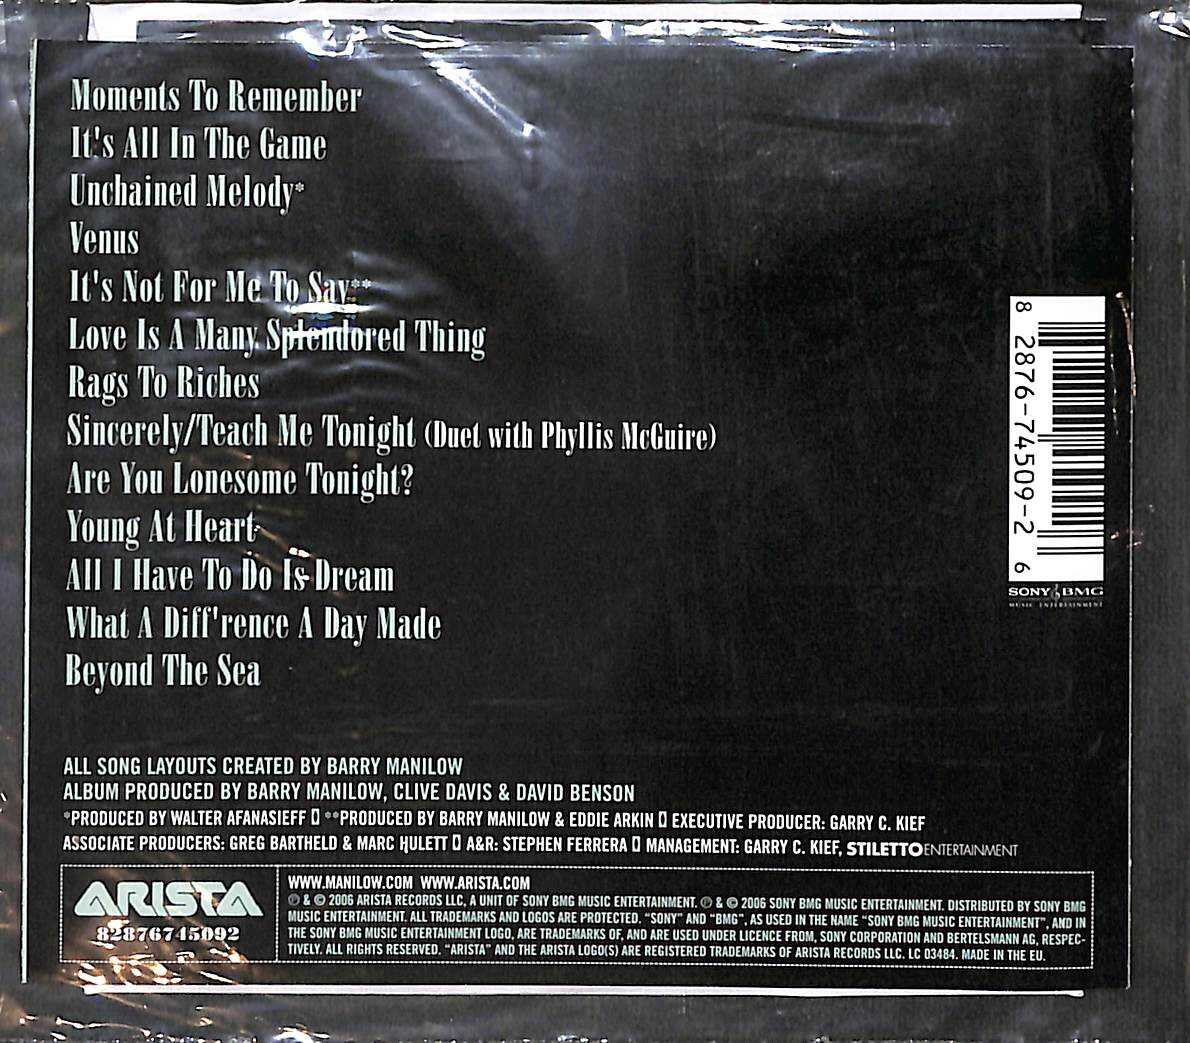 Moments To Remember
It's All In The Game
Unchained Melody*
Venus
It's Not For Me To Say**
Love Is A Many Splendored Thing
Rags To Riches
Sincerely/Teach Me Tonight (Duet with Phyllis McGuire)
Are You Lonesome Tonight?
Young At Heart
All I Have To Do Is Dream
What A Diff'rence A Day Made
Beyond The Sea
8 2876-74509-2 6
SONY BMG
MUSIC ENTERTAINMENT
ALL SONG LAYOUTS CREATED BY BARRY MANILOW
ALBUM PRODUCED BY BARRY MANILOW, CLIVE DAVIS & DAVID BENSON
*PRODUCED BY WALTER AFANASIEFF ▯ **PRODUCED BY BARRY MANILOW & EDDIE ARKIN ▯ EXECUTIVE PRODUCER: GARRY C. KIEF
ASSOCIATE PRODUCERS: GREG BARTHELD & MARC HULETT ▯ A&R: STEPHEN FERRERA ▯ MANAGEMENT: GARRY C. KIEF, STILETTO ENTERTAINMENT
ARISTA
82876745092
WWW.MANILOW.COM WWW.ARISTA.COM
℗ & © 2006 ARISTA RECORDS LLC, A UNIT OF SONY BMG MUSIC ENTERTAINMENT. ℗ & © 2006 SONY BMG MUSIC ENTERTAINMENT. DISTRIBUTED BY SONY BMG
MUSIC ENTERTAINMENT. ALL TRADEMARKS AND LOGOS ARE PROTECTED. "SONY" AND "BMG", AS USED IN THE NAME "SONY BMG MUSIC ENTERTAINMENT", AND IN
THE SONY BMG MUSIC ENTERTAINMENT LOGO, ARE TRADEMARKS OF, AND ARE USED UNDER LICENCE FROM, SONY CORPORATION AND BERTELSMANN AG, RESPEC-
TIVELY. ALL RIGHTS RESERVED. "ARISTA" AND THE ARISTA LOGO(S) ARE REGISTERED TRADEMARKS OF ARISTA RECORDS LLC. LC 03484. MADE IN THE EU.